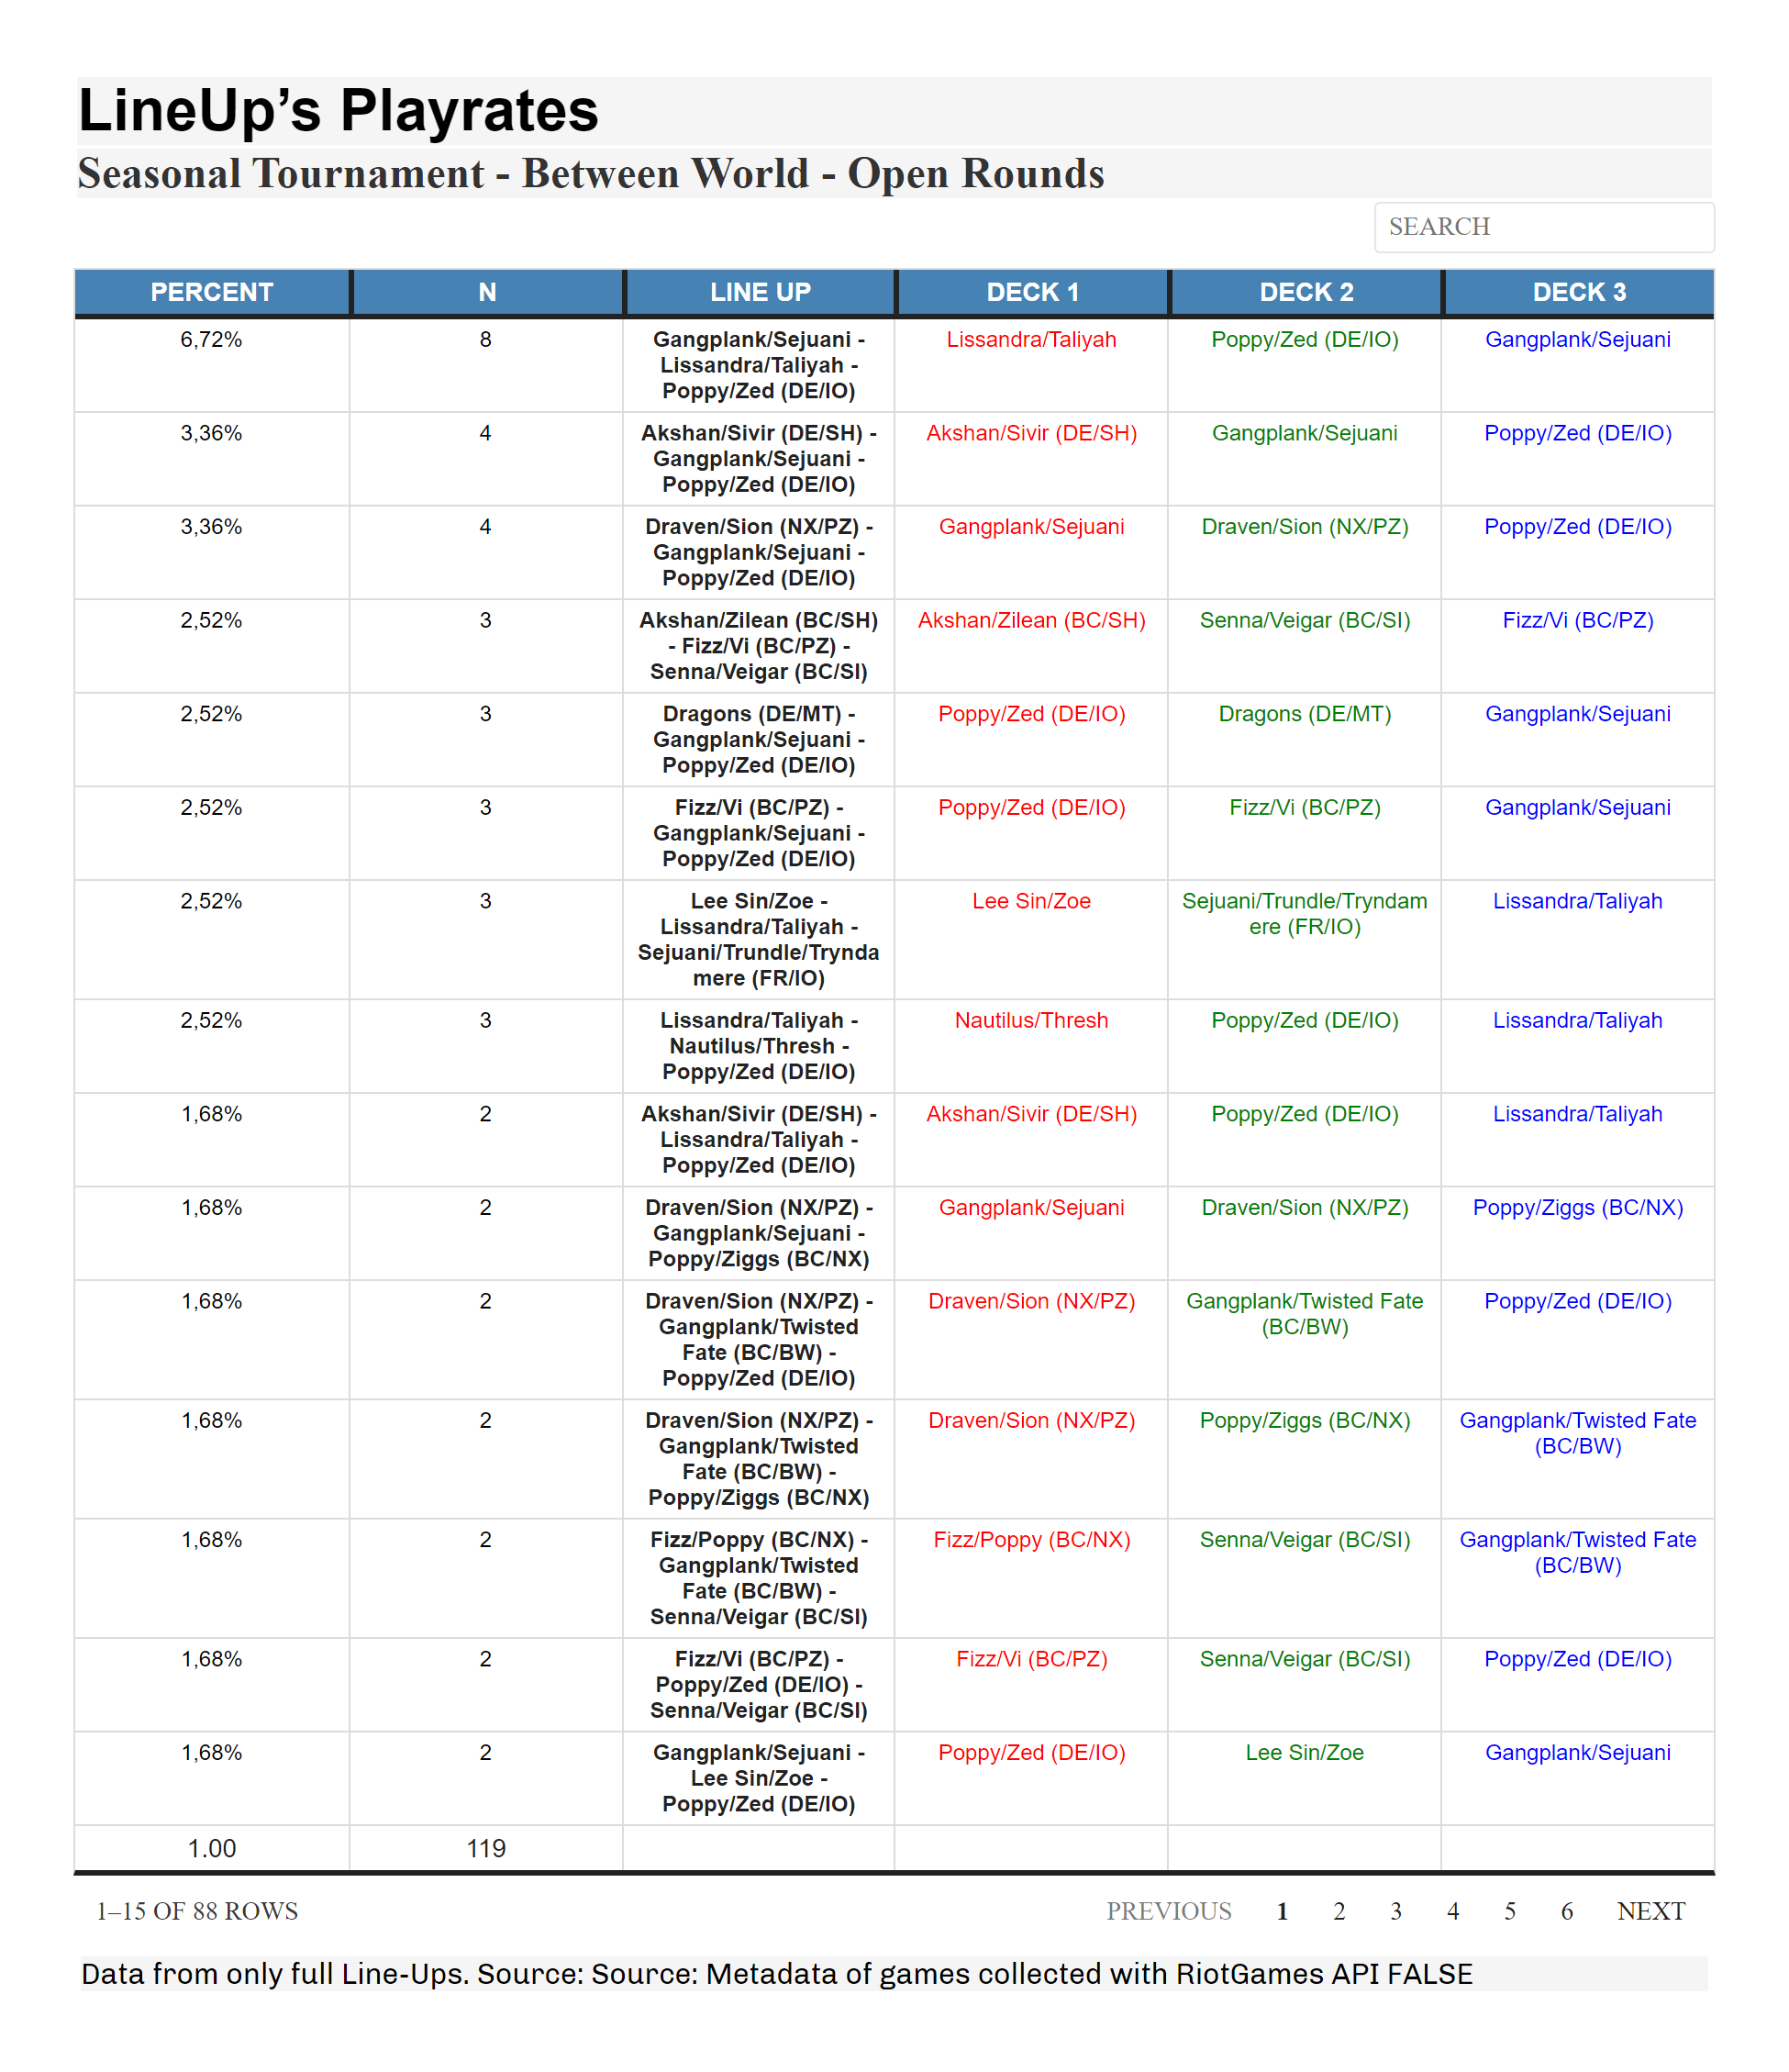 LineUp’s Playrates
Seasonal Tournament - Between World - Open Rounds
SEARCH
PERCENT N LINE UP DECK 1 DECK 2 DECK 3
6,72% 8 Gangplank/Sejuani - Lissandra/Taliyah Poppy/Zed (DE/IO) Gangplank/Sejuani
Lissandra/Taliyah -
Poppy/Zed (DE/IO)
3,36% 4 Akshan/Sivir (DE/SH) - Akshan/Sivir (DE/SH) Gangplank/Sejuani Poppy/Zed (DE/IO)
Gangplank/Sejuani -
Poppy/Zed (DE/IO)
3,36% 4 Draven/Sion (NX/PZ) - Gangplank/Sejuani Draven/Sion (NX/PZ) Poppy/Zed (DE/IO)
Gangplank/Sejuani -
Poppy/Zed (DE/IO)
2,52% 3 Akshan/Zilean (BC/SH) Akshan/Zilean (BC/SH) Senna/Veigar (BC/SI) Fizz/Vi (BC/PZ)
- Fizz/Vi (BC/PZ) -
Senna/Veigar (BC/SI)
2,52% 3 Dragons (DE/MT) - Poppy/Zed (DE/IO) Dragons (DE/MT) Gangplank/Sejuani
Gangplank/Sejuani -
Poppy/Zed (DE/IO)
2,52% 3 Fizz/Vi (BC/PZ) - Poppy/Zed (DE/IO) Fizz/Vi (BC/PZ) Gangplank/Sejuani
Gangplank/Sejuani -
Poppy/Zed (DE/IO)
2,52% 3 Lee Sin/Zoe - Lee Sin/Zoe Sejuani/Trundle/Tryndam Lissandra/Taliyah
Lissandra/Taliyah - ere (FR/IO)
Sejuani/Trundle/Trynda
mere (FR/IO)
2,52% 3 Lissandra/Taliyah - Nautilus/Thresh Poppy/Zed (DE/IO) Lissandra/Taliyah
Nautilus/Thresh -
Poppy/Zed (DE/IO)
1,68% 2 Akshan/Sivir (DE/SH) - Akshan/Sivir (DE/SH) Poppy/Zed (DE/IO) Lissandra/Taliyah
Lissandra/Taliyah -
Poppy/Zed (DE/IO)
1,68% 2 Draven/Sion (NX/PZ) - Gangplank/Sejuani Draven/Sion (NX/PZ) Poppy/Ziggs (BC/NX)
Gangplank/Sejuani -
Poppy/Ziggs (BC/NX)
1,68% 2 Draven/Sion (NX/PZ) - Draven/Sion (NX/PZ) Gangplank/Twisted Fate Poppy/Zed (DE/IO)
Gangplank/Twisted (BC/BW)
Fate (BC/BW) -
Poppy/Zed (DE/IO)
1,68% 2 Draven/Sion (NX/PZ) - Draven/Sion (NX/PZ) Poppy/Ziggs (BC/NX) Gangplank/Twisted Fate
Gangplank/Twisted (BC/BW)
Fate (BC/BW) -
Poppy/Ziggs (BC/NX)
1,68% 2 Fizz/Poppy (BC/NX) - Fizz/Poppy (BC/NX) Senna/Veigar (BC/SI) Gangplank/Twisted Fate
Gangplank/Twisted (BC/BW)
Fate (BC/BW) -
Senna/Veigar (BC/SI)
1,68% 2 Fizz/Vi (BC/PZ) - Fizz/Vi (BC/PZ) Senna/Veigar (BC/SI) Poppy/Zed (DE/IO)
Poppy/Zed (DE/IO) -
Senna/Veigar (BC/SI)
1,68% 2 Gangplank/Sejuani - Poppy/Zed (DE/IO) Lee Sin/Zoe Gangplank/Sejuani
Lee Sin/Zoe -
Poppy/Zed (DE/IO)
1.00 119
1–15 OF 88 ROWS PREVIOUS 1 2 3 4 5 6 NEXT
Data from only full Line-Ups. Source: Source: Metadata of games collected with RiotGames API FALSE